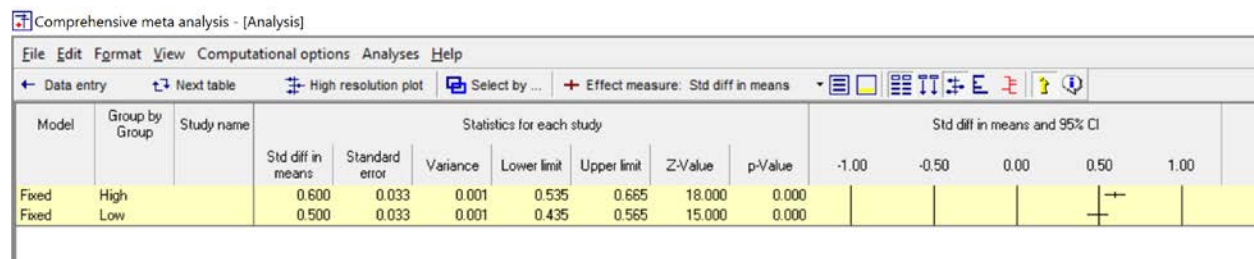 Comprehensive meta analysis - [Analysis]
File Edit Format View Computational options Analyses Help
← Data entry Next table High resolution plot Select by ... + Effect measure: Std diff in means
Model Group by Group Study name Statistics for each study Std diff in means and 95% CI
Std diff in means Standard error Variance Lower limit Upper limit Z-Value p-Value -1.00 -0.50 0.00 0.50 1.00
Fixed High 0.600 0.033 0.001 0.535 0.665 18.000 0.000
Fixed Low 0.500 0.033 0.001 0.435 0.565 15.000 0.000